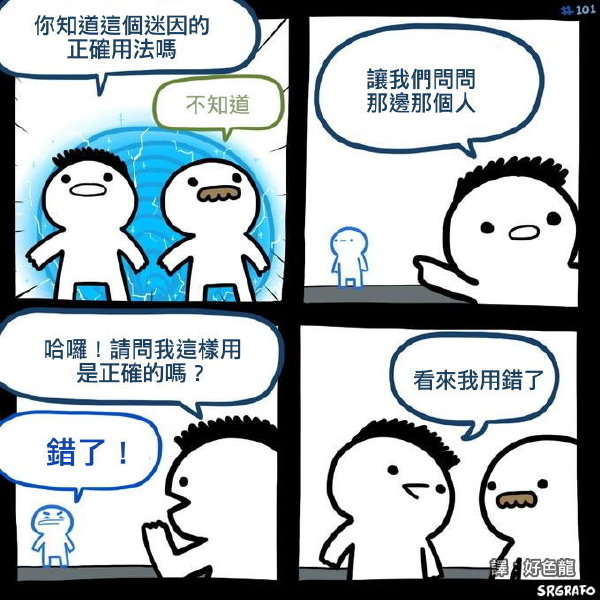 #101
你知道這個迷因的
正確用法嗎
不知道
讓我們問問
那邊那個人
哈囉！請問我這樣用
是正確的嗎？
錯了！
看來我用錯了
譯：好色龍
SRGRAFO